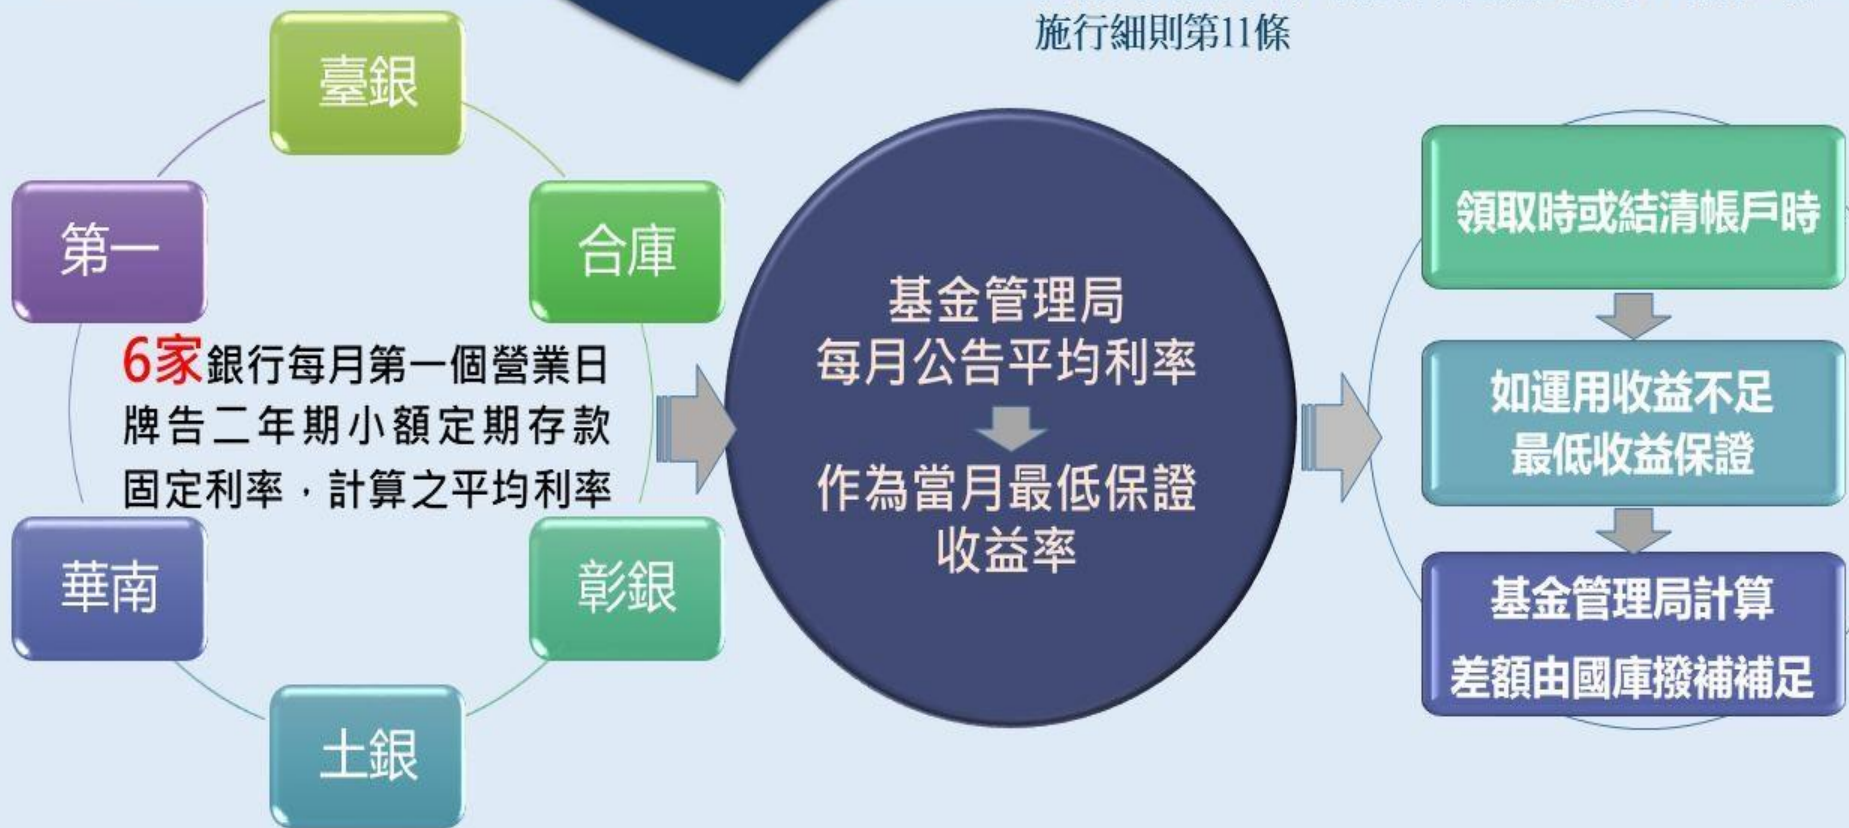 施行細則第11條
臺銀
第一
合庫
6家銀行每月第一個營業日
牌告二年期小額定期存款
固定利率，計算之平均利率
華南
彰銀
土銀
基金管理局
每月公告平均利率
作為當月最低保證
收益率
領取時或結清帳戶時
如運用收益不足
最低收益保證
基金管理局計算
差額由國庫撥補補足